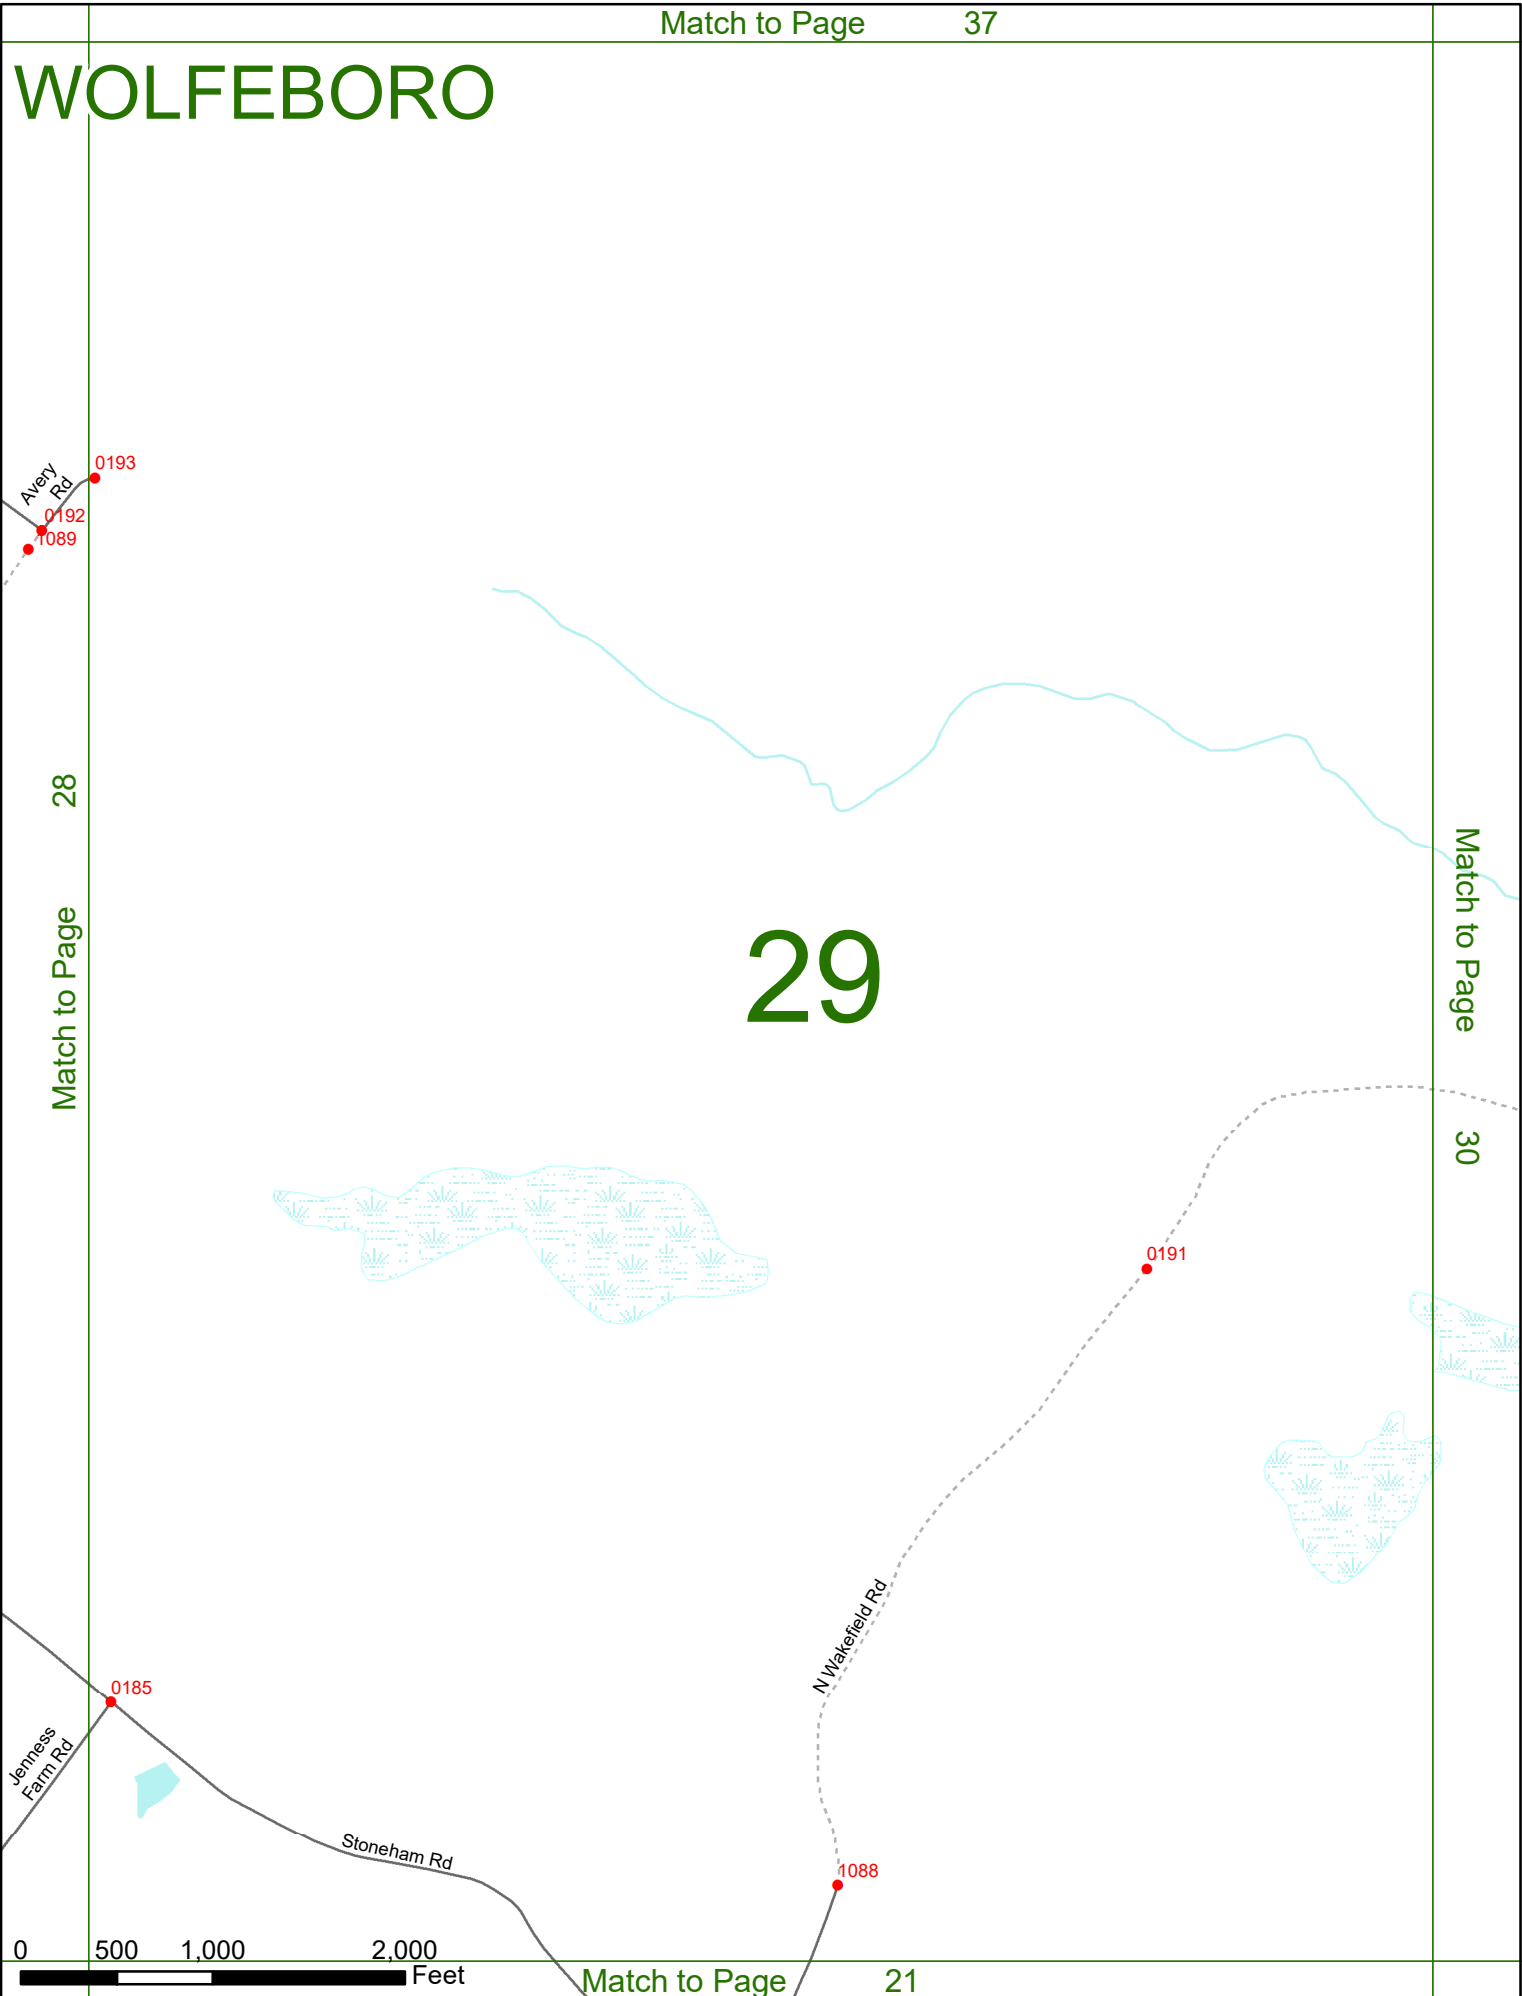 Match to Page 37
WOLFEBORO
0193
Avery
Rd
0192
1089
28
Match to Page
Match to Page
29
30
0191
N Wakefield Rd
0185
Jenness
Farm Rd
Stoneham Rd
1088
0 500 1,000 2,000
Feet
Match to Page 21